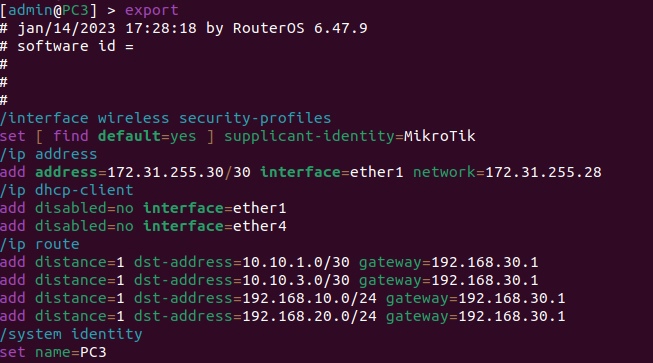 [admin@PC3] > export
# jan/14/2023 17:28:18 by RouterOS 6.47.9
# software id =
#
#
#
/interface wireless security-profiles
set [ find default=yes ] supplicant-identity=MikroTik
/ip address
add address=172.31.255.30/30 interface=ether1 network=172.31.255.28
/ip dhcp-client
add disabled=no interface=ether1
add disabled=no interface=ether4
/ip route
add distance=1 dst-address=10.10.1.0/30 gateway=192.168.30.1
add distance=1 dst-address=10.10.3.0/30 gateway=192.168.30.1
add distance=1 dst-address=192.168.10.0/24 gateway=192.168.30.1
add distance=1 dst-address=192.168.20.0/24 gateway=192.168.30.1
/system identity
set name=PC3